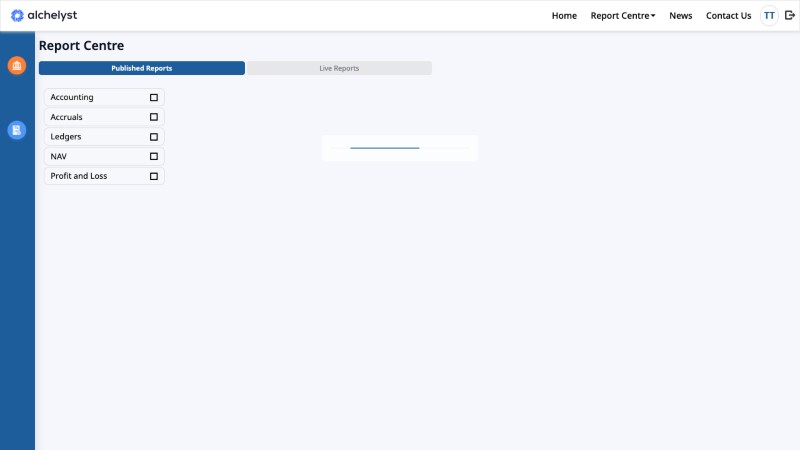 alchelyst
Home
Report Centre
News
Contact Us
TT
Report Centre
Published Reports
Live Reports
Accounting
Accruals
Ledgers
NAV
Profit and Loss